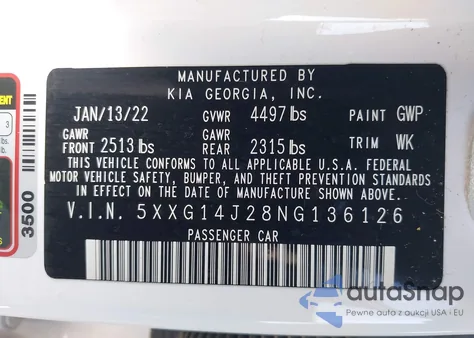 MANUFACTURED BY
KIA GEORGIA, INC.
JAN/13/22 GVWR 4497 lbs PAINT GWP
GAWR GAWR
FRONT 2513 lbs REAR 2315 lbs TRIM WK
THIS VEHICLE CONFORMS TO ALL APPLICABLE U.S.A. FEDERAL
MOTOR VEHICLE SAFETY, BUMPER, AND THEFT PREVENTION STANDARDS
IN EFFECT ON THE DATE OF MANUFACTURE SHOWN ABOVE.
V.I.N. 5XXG14J28NG136126
PASSENGER CAR
3500
3
autoSnap
Pewne auto z USA i EU